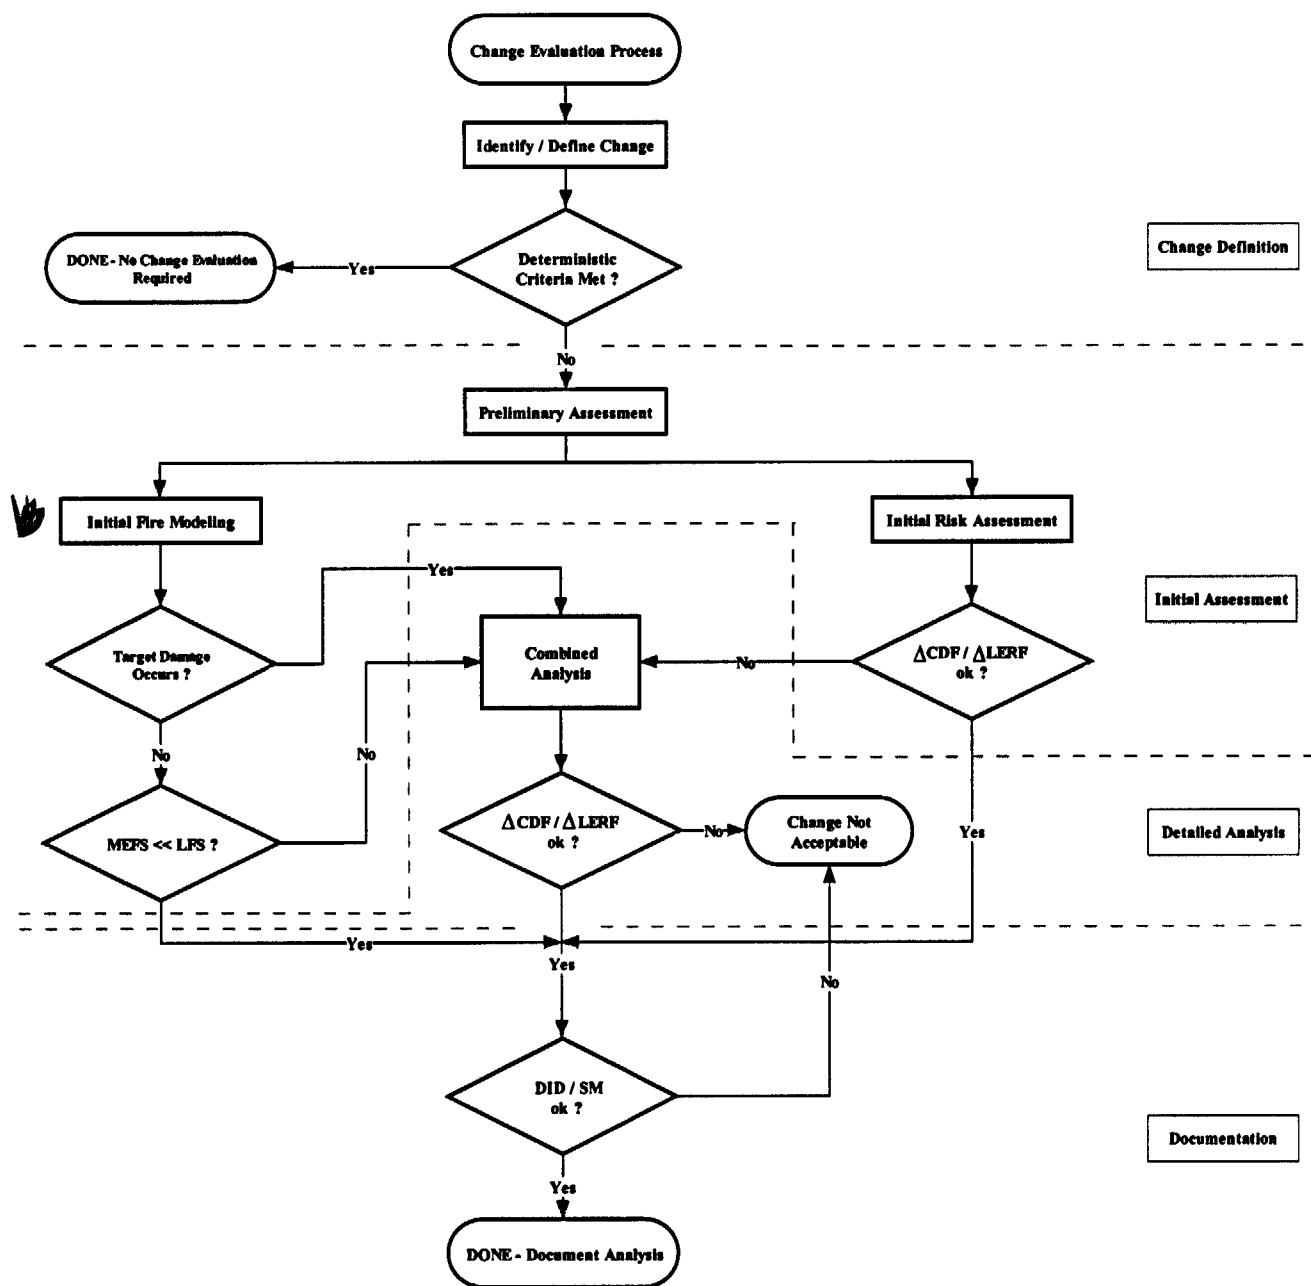 Change Evaluation Process
Identify / Define Change
DONE - No Change Evaluation
Required
Yes
Deterministic
Criteria Met ?
Change Definition
No
Preliminary Assessment
Initial Fire Modeling
Initial Risk Assessment
Yes
Initial Assessment
Target Damage
Occurs ?
Combined
Analysis
No
ΔCDF / ΔLERF
ok ?
No
No
MEFS << LFS ?
ΔCDF / ΔLERF
ok ?
No
Change Not
Acceptable
Yes
Detailed Analysis
Yes
Yes
No
DID / SM
ok ?
Documentation
Yes
DONE - Document Analysis